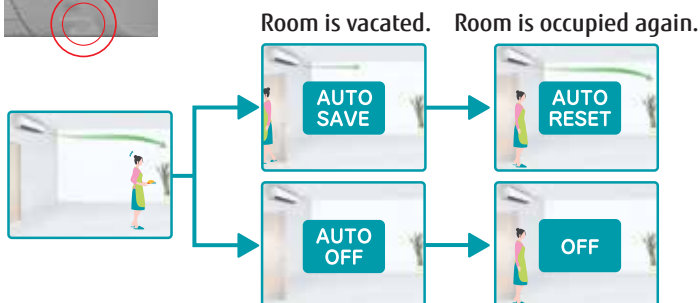 Room is vacated. Room is occupied again.
AUTO
SAVE
AUTO
RESET
AUTO
OFF
OFF